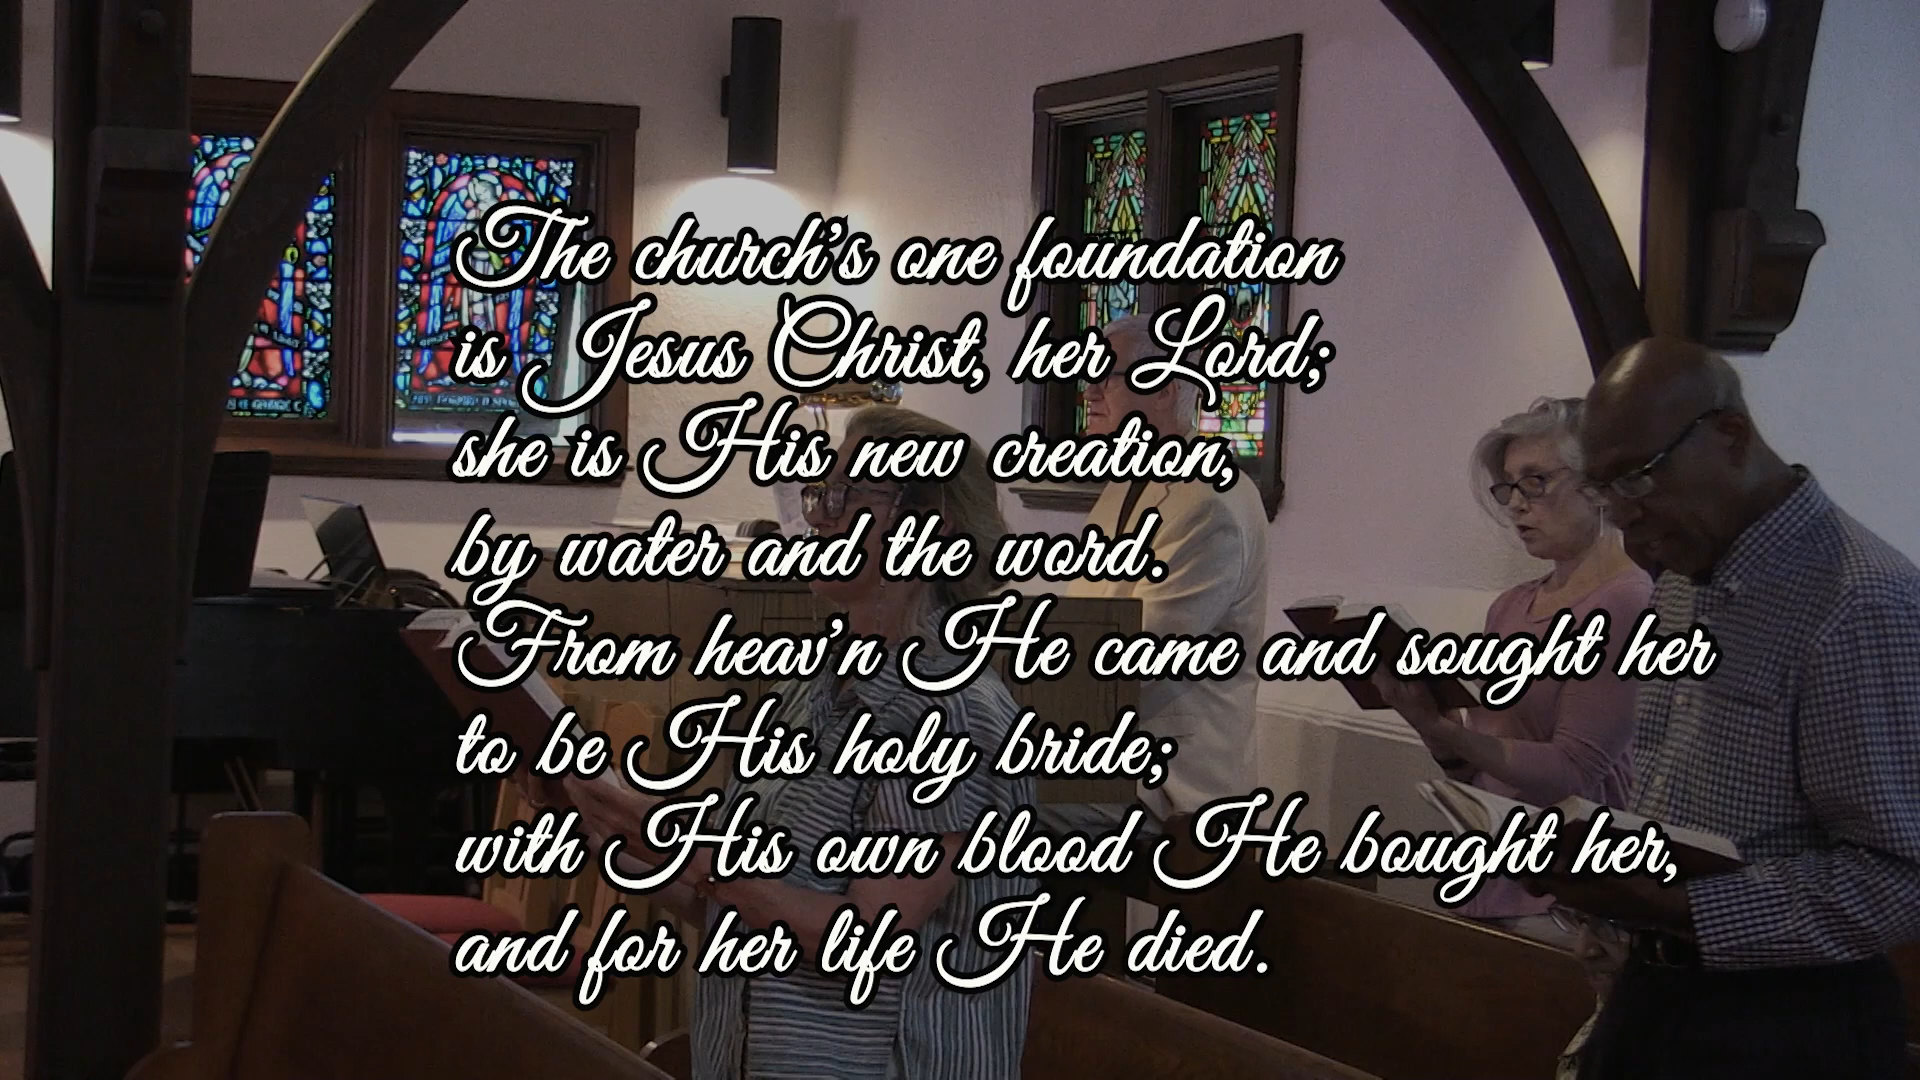 The church's one foundation
is Jesus Christ, her Lord;
she is His new creation,
by water and the word.
From heav'n He came and sought her
to be His holy bride;
with His own blood He bought her,
and for her life He died.